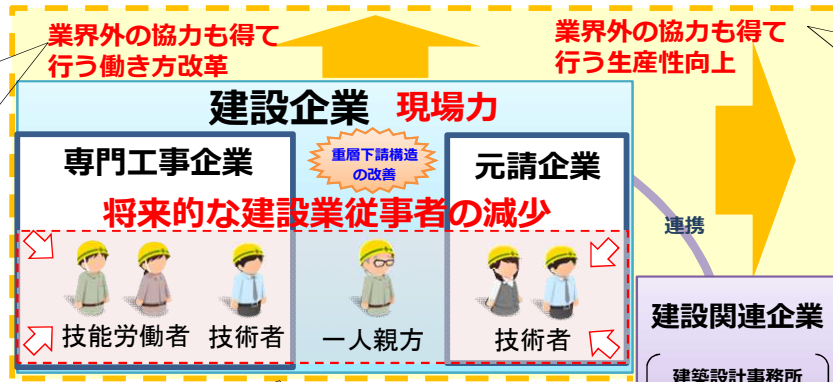 業界外の協力も得て
行う働き方改革
業界外の協力も得て
行う生産性向上
建設企業 現場力
専門工事企業
重層下請構造
の改善
元請企業
将来的な建設業従事者の減少
連携
技能労働者 技術者 一人親方 技術者
建設関連企業
建築設計事務所